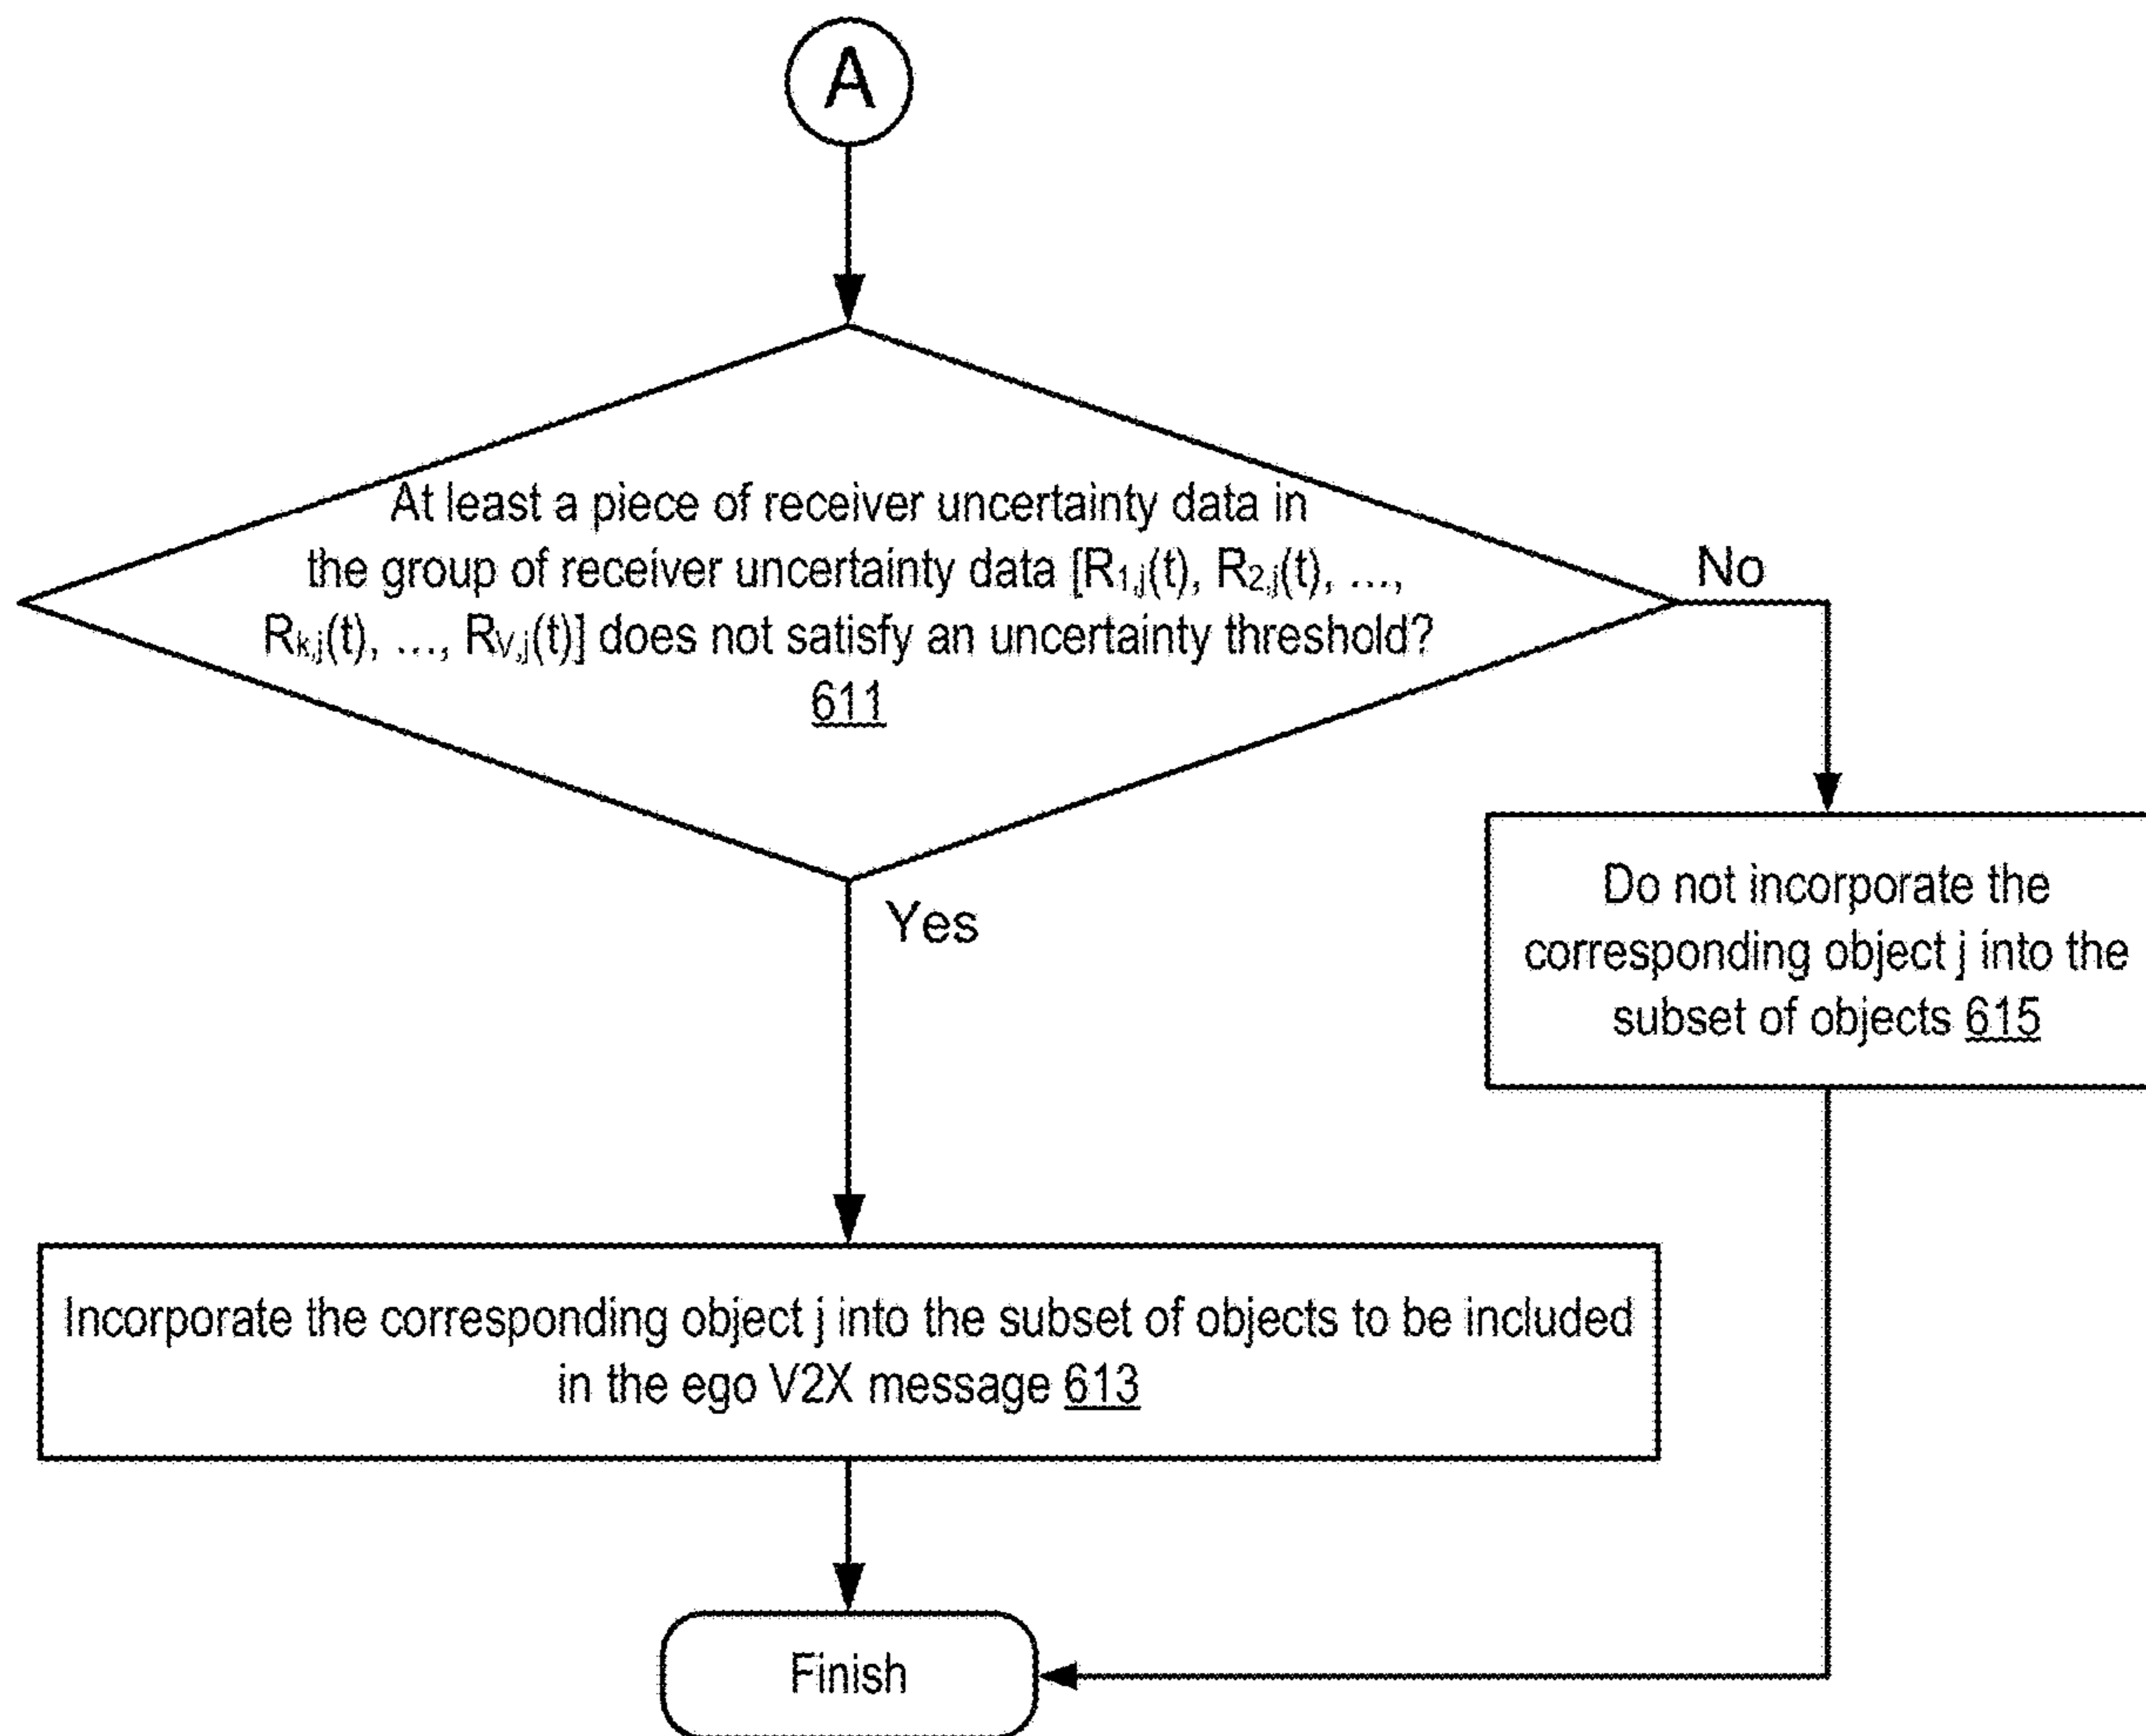 A
At least a piece of receiver uncertainty data in
the group of receiver uncertainty data [R1,j(t), R2,j(t), ...,
Rk,j(t), ..., RV,j(t)] does not satisfy an uncertainty threshold?
611
No
Yes
Do not incorporate the
corresponding object j into the
subset of objects 615
Incorporate the corresponding object j into the subset of objects to be included
in the ego V2X message 613
Finish